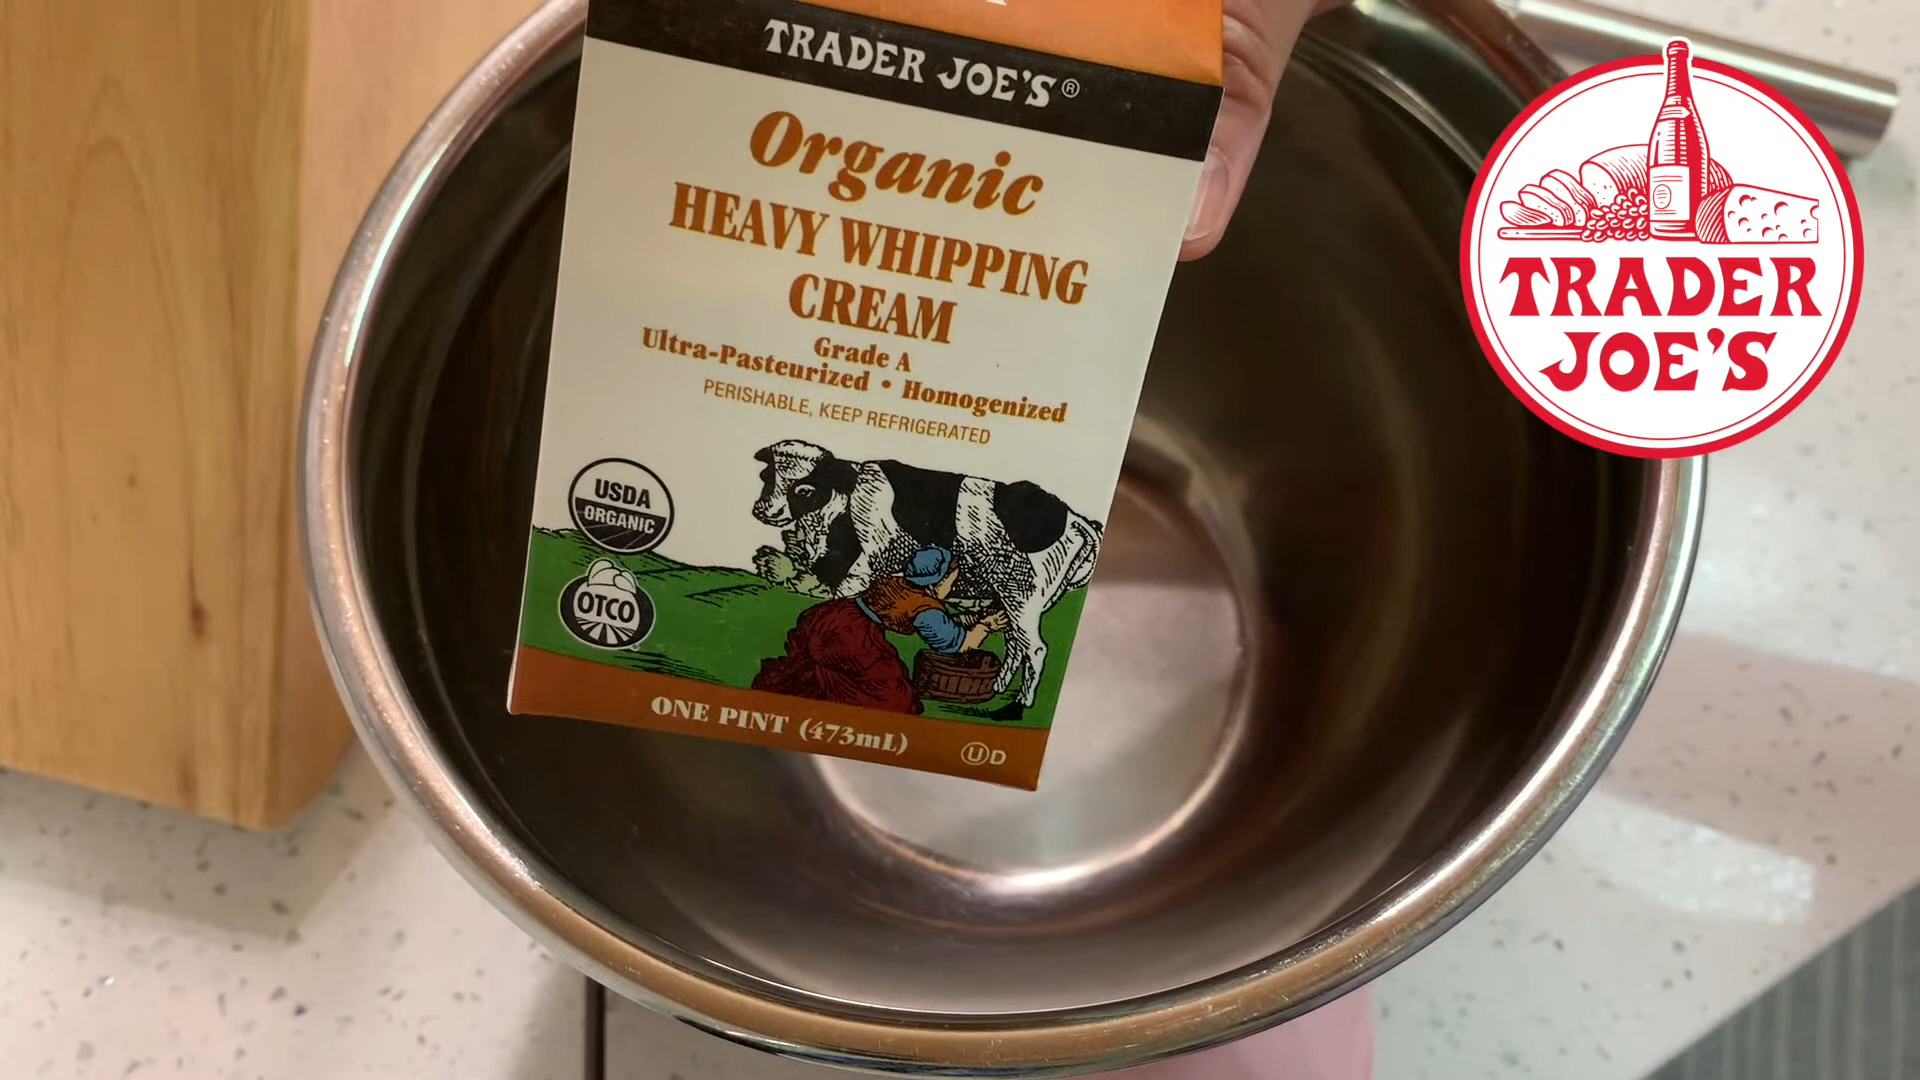 TRADER JOE'S®
Organic
HEAVY WHIPPING
CREAM
Grade A
Ultra-Pasteurized • Homogenized
PERISHABLE, KEEP REFRIGERATED
USDA
ORGANIC
OTCO
ONE PINT (473mL)
U D
TRADER
JOE'S